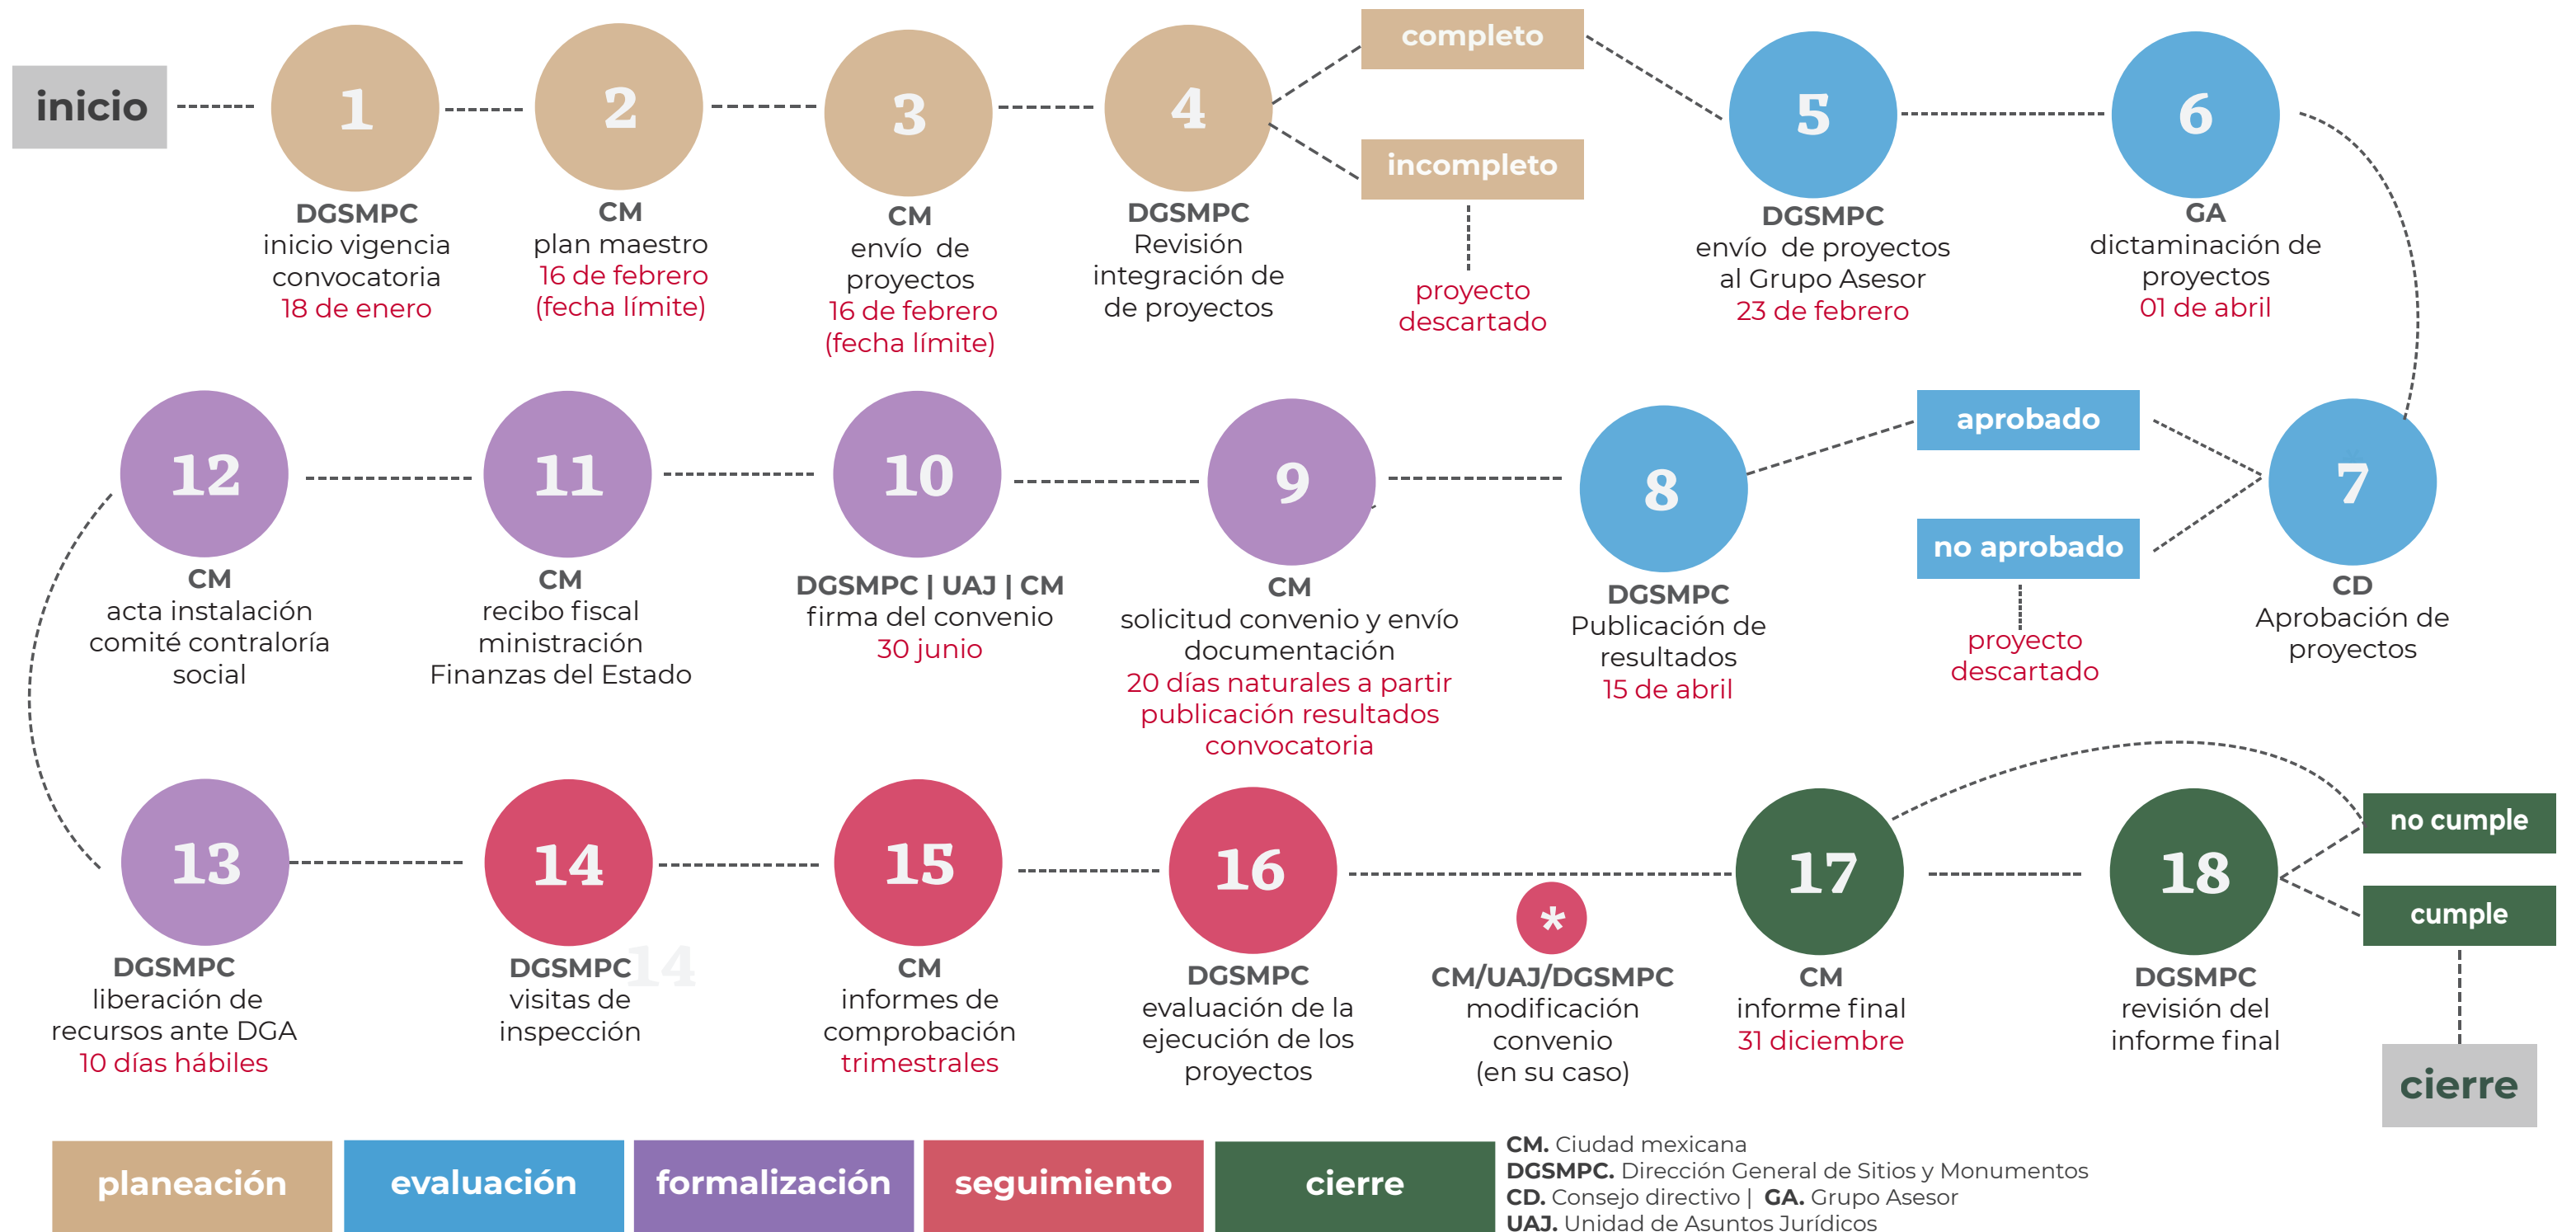 inicio
1
DGSMPC
inicio vigencia
convocatoria
18 de enero
2
CM
plan maestro
16 de febrero
(fecha límite)
3
CM
envío de
proyectos
16 de febrero
(fecha límite)
4
DGSMPC
Revisión
integración de
de proyectos
completo
incompleto
proyecto
descartado
5
DGSMPC
envío de proyectos
al Grupo Asesor
23 de febrero
6
GA
dictaminación de
proyectos
01 de abril
7
CD
Aprobación de
proyectos
aprobado
no aprobado
proyecto
descartado
8
DGSMPC
Publicación de
resultados
15 de abril
9
CM
solicitud convenio y envío
documentación
20 días naturales a partir
publicación resultados
convocatoria
10
DGSMPC | UAJ | CM
firma del convenio
30 junio
11
CM
recibo fiscal
ministración
Finanzas del Estado
12
CM
acta instalación
comité contraloría
social
13
DGSMPC
liberación de
recursos ante DGA
10 días hábiles
14
14
DGSMPC
visitas de
inspección
15
CM
informes de
comprobación
trimestrales
16
DGSMPC
evaluación de la
ejecución de los
proyectos
*
CM/UAJ/DGSMPC
modificación
convenio
(en su caso)
17
CM
informe final
31 diciembre
18
DGSMPC
revisión del
informe final
no cumple
cumple
cierre
planeación
evaluación
formalización
seguimiento
cierre
CM. Ciudad mexicana
DGSMPC. Dirección General de Sitios y Monumentos
CD. Consejo directivo | GA. Grupo Asesor
UAJ. Unidad de Asuntos Jurídicos